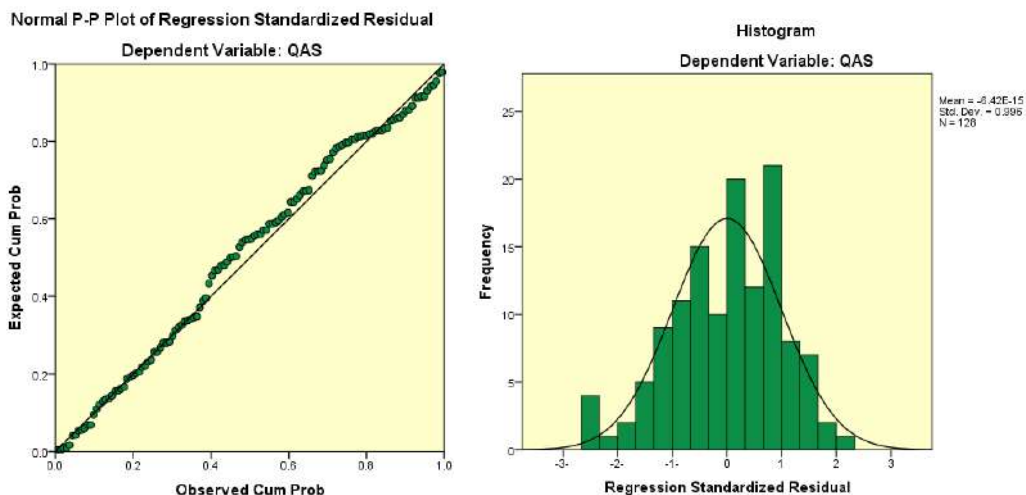 Normal P-P Plot of Regression Standardized Residual
Dependent Variable: QAS
1.0
0.8
0.6
0.4
0.2
0.0
0.0 0.2 0.4 0.6 0.8 1.0
Expected Cum Prob
Observed Cum Prob
Histogram
Dependent Variable: QAS
Mean = -6.42E-15
Std. Dev. = 0.996
N = 128
25
20
15
10
5
0
3- 2- 1- 0 1 2 3
Frequency
Regression Standardized Residual